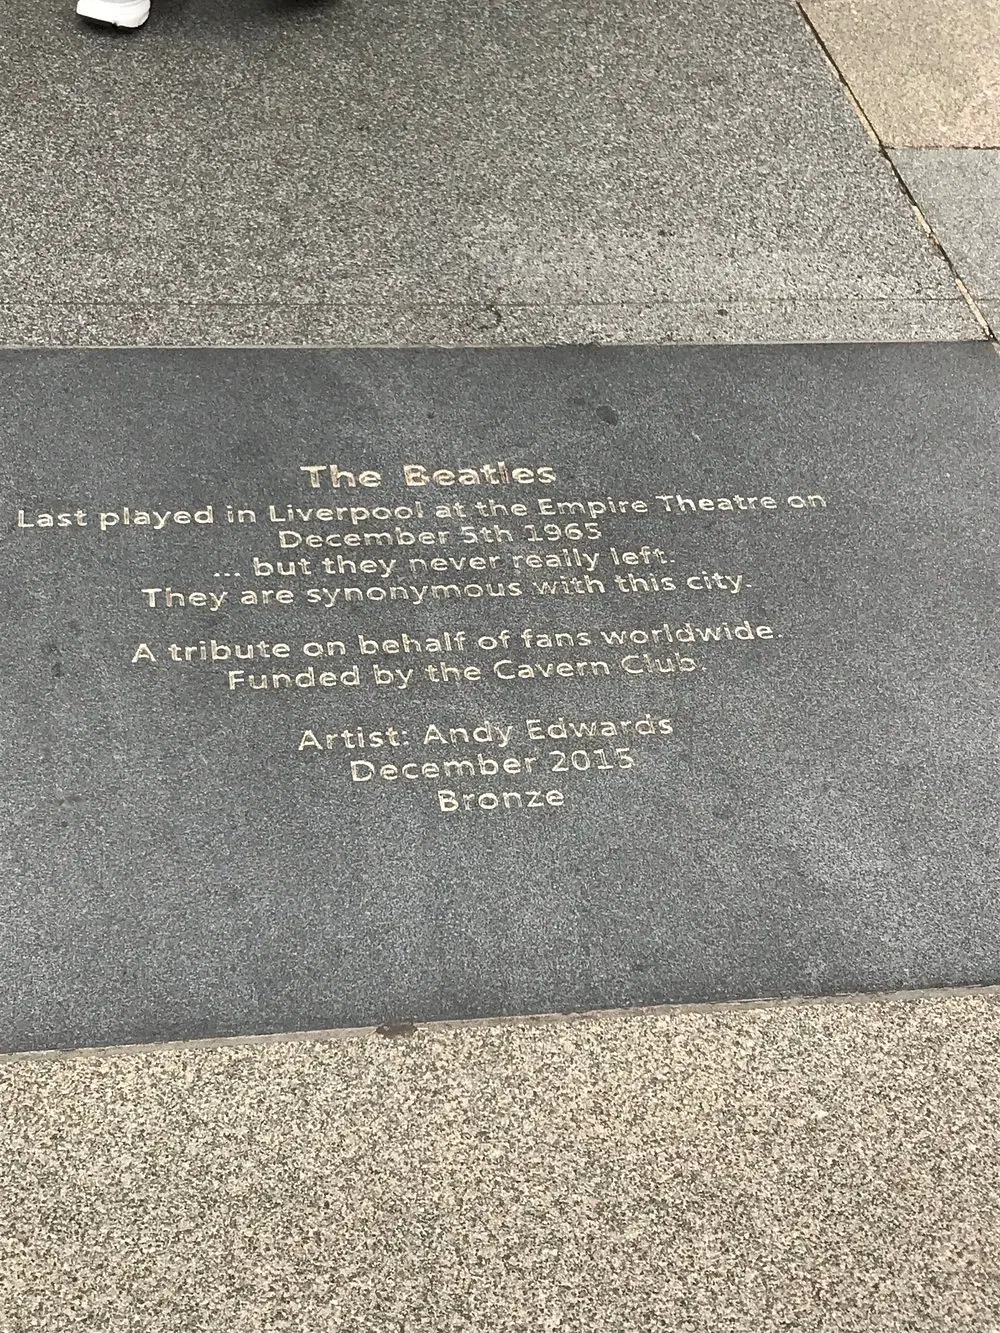 The Beatles
Last played in Liverpool at the Empire Theatre on
December 5th 1965
... but they never really left.
They are synonymous with this city.
A tribute on behalf of fans worldwide.
Funded by the Cavern Club.
Artist: Andy Edwards
December 2015
Bronze